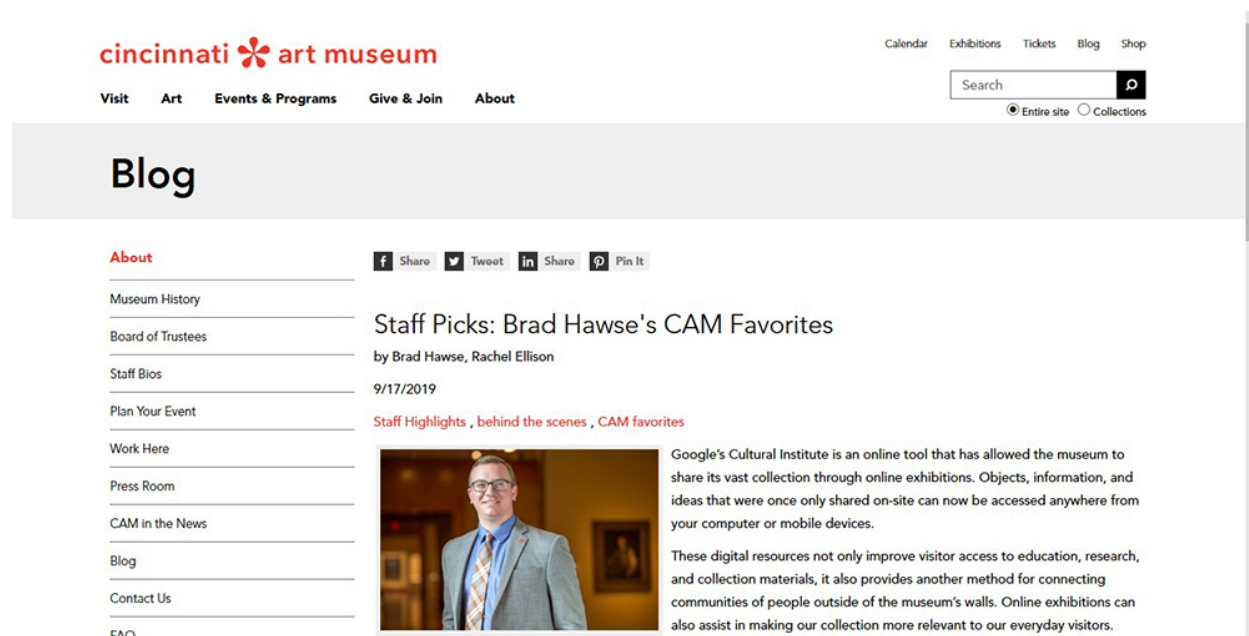 cincinnati art museum
Calendar Exhibitions Tickets Blog Shop
Search
Entire site Collections
Visit Art Events & Programs Give & Join About
Blog
About
Museum History
Board of Trustees
Staff Bios
Plan Your Event
Work Here
Press Room
CAM in the News
Blog
Contact Us
FAQ
Share Tweet Share Pin It
Staff Picks: Brad Hawse's CAM Favorites
by Brad Hawse, Rachel Ellison
9/17/2019
Staff Highlights , behind the scenes , CAM favorites
Google's Cultural Institute is an online tool that has allowed the museum to
share its vast collection through online exhibitions. Objects, information, and
ideas that were once only shared on-site can now be accessed anywhere from
your computer or mobile devices.
These digital resources not only improve visitor access to education, research,
and collection materials, it also provides another method for connecting
communities of people outside of the museum's walls. Online exhibitions can
also assist in making our collection more relevant to our everyday visitors.